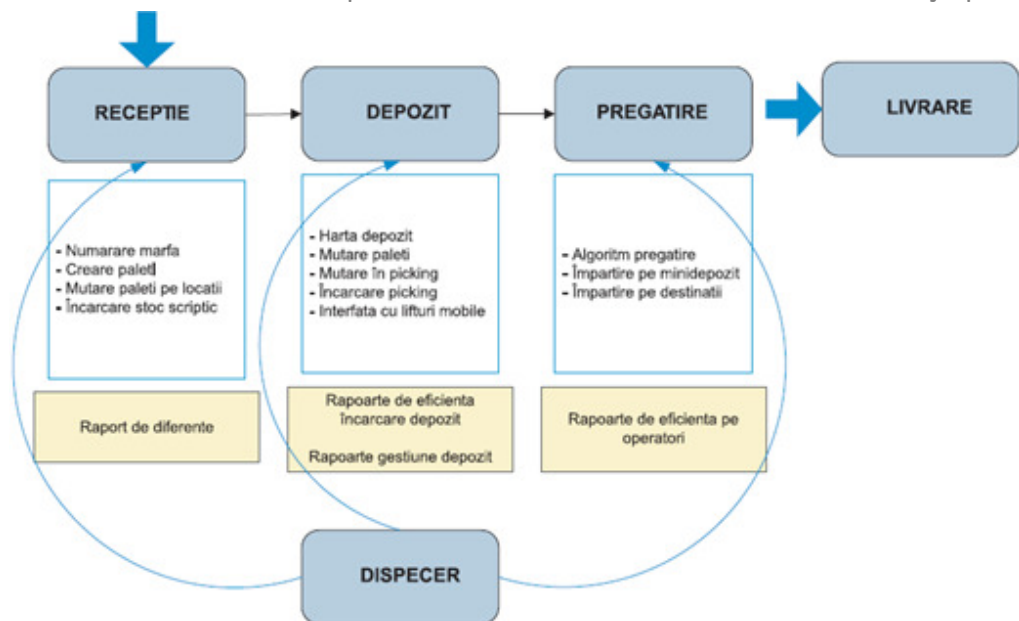 RECEPTIE
DEPOZIT
PREGATIRE
LIVRARE
- Numarare marfa
- Creare paleti
- Mutare paleti pe locatii
- Încarcare stoc scriptic
- Harta depozit
- Mutare paleti
- Mutare în picking
- Încarcare picking
- Interfata cu lifturi mobile
- Algoritm pregatire
- Împartire pe minidepozit
- Împartire pe destinatii
Raport de diferente
Rapoarte de eficienta
încarcare depozit
Rapoarte gestiune depozit
Rapoarte de eficienta pe
operatori
DISPECER